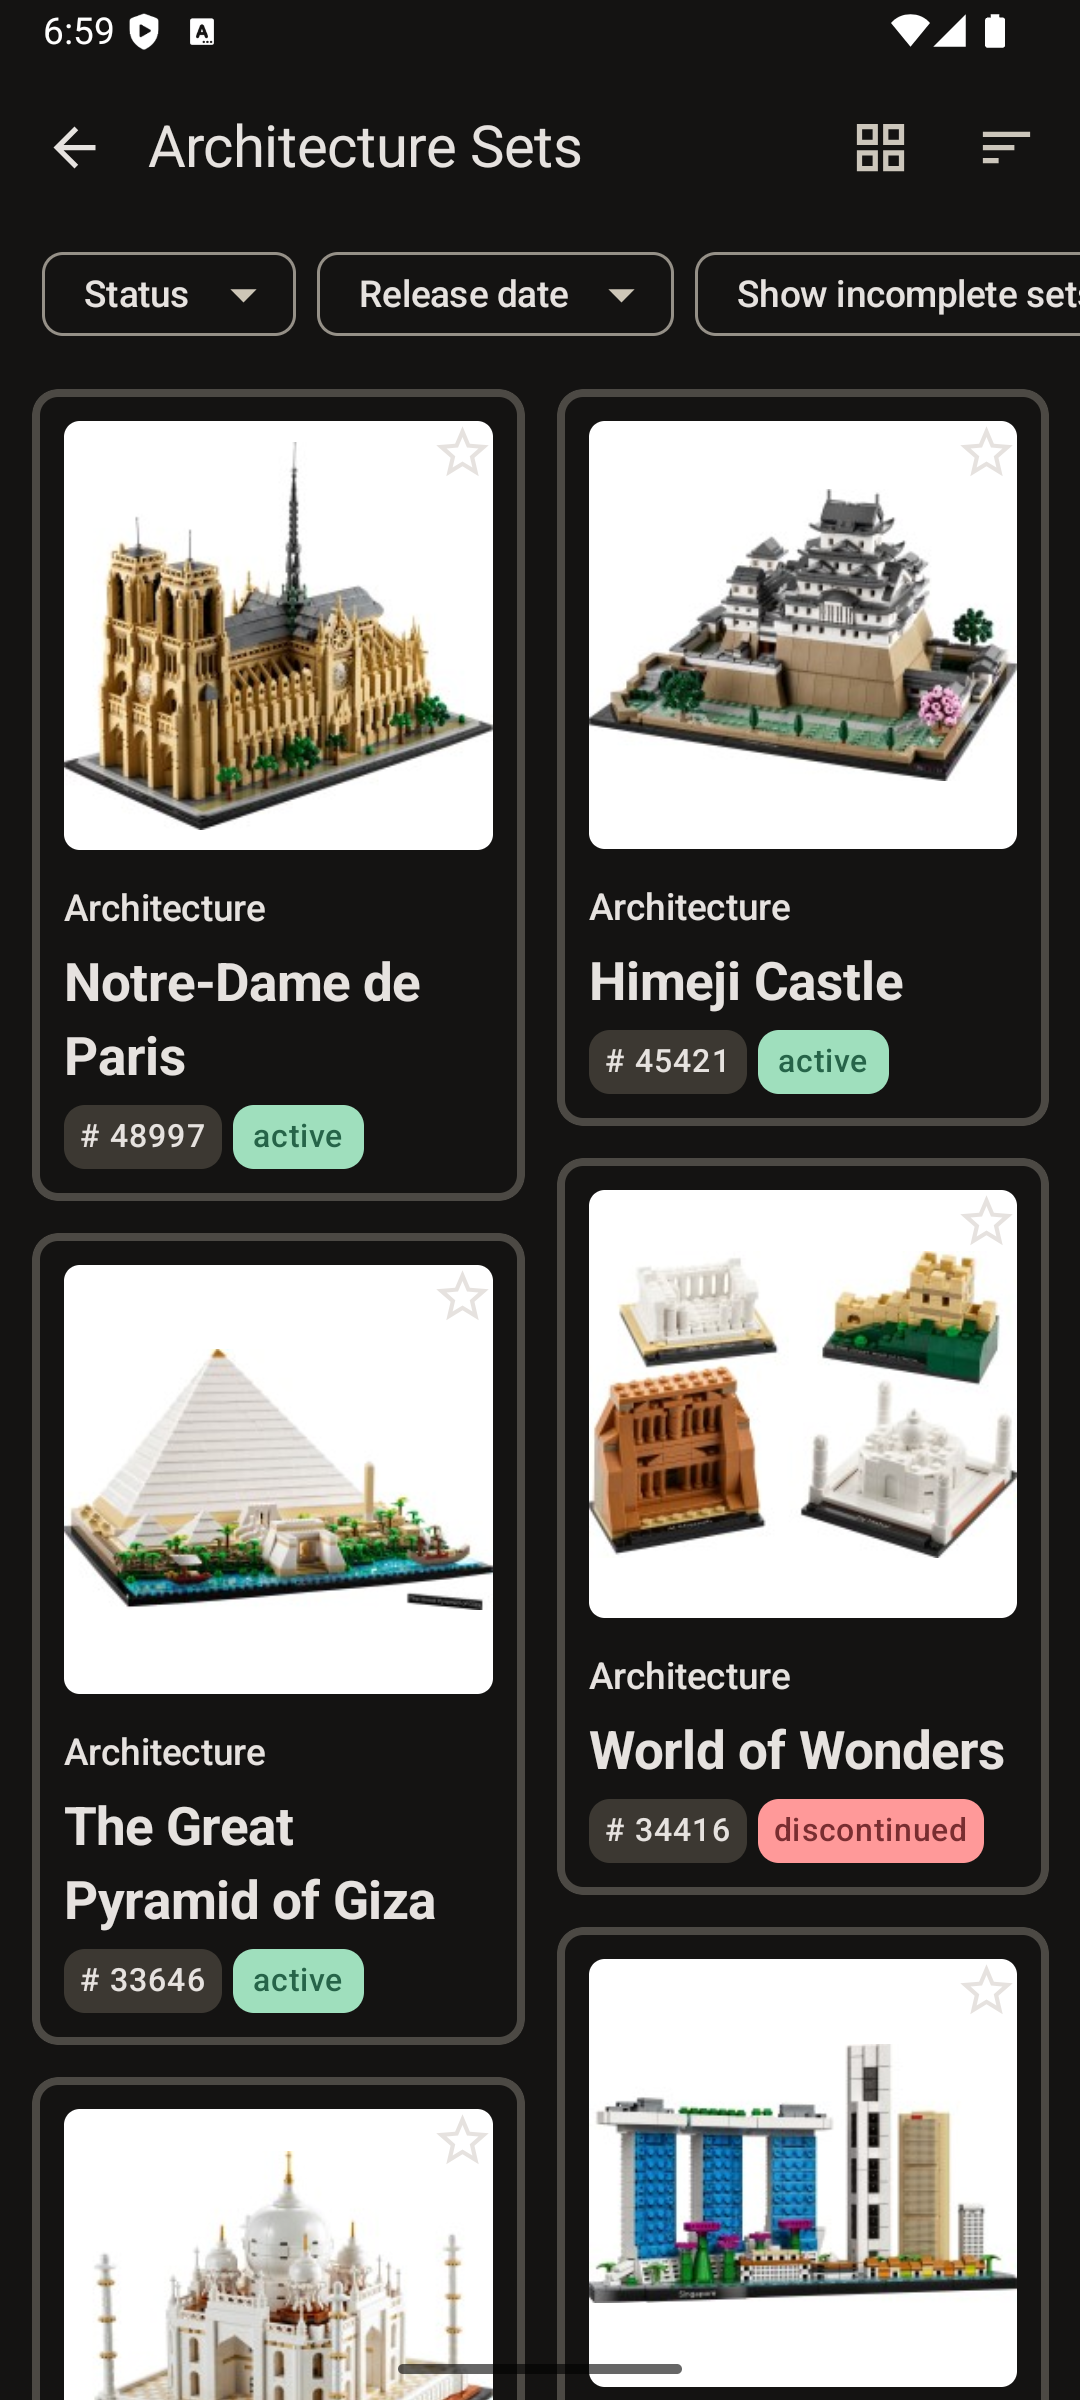 6:59
Architecture Sets
Status
Release date
Show incomplete sets
Architecture
Notre-Dame de
Paris
# 48997
active
Architecture
Himeji Castle
# 45421
active
Architecture
The Great
Pyramid of Giza
# 33646
active
Architecture
World of Wonders
# 34416
discontinued
Singapore